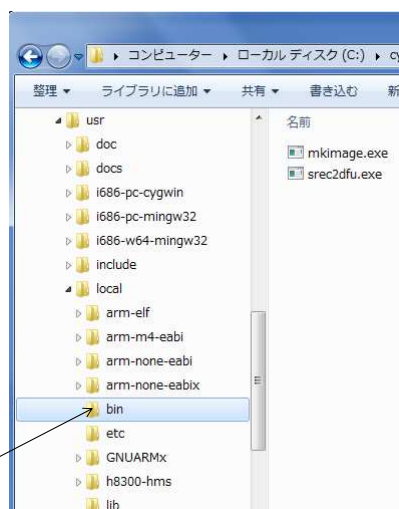 コンピューター ▸ ローカル ディスク (C:) ▸ cy
整理 ▼ ライブラリに追加 ▼ 共有 ▼ 書き込む 新
usr
doc
docs
i686-pc-cygwin
i686-pc-mingw32
i686-w64-mingw32
include
local
arm-elf
arm-m4-eabi
arm-none-eabi
arm-none-eabix
bin
etc
GNUARMx
h8300-hms
lib
名前
mkimage.exe
srec2dfu.exe